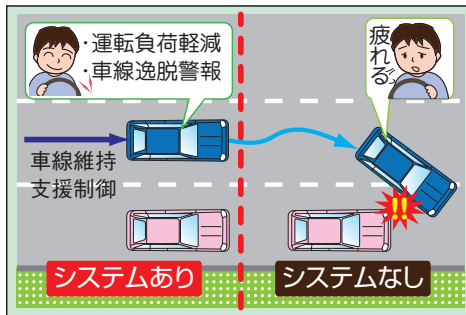 ・運転負荷軽減
・車線逸脱警報
疲れる
車線維持
支援制御
!!
システムあり
システムなし